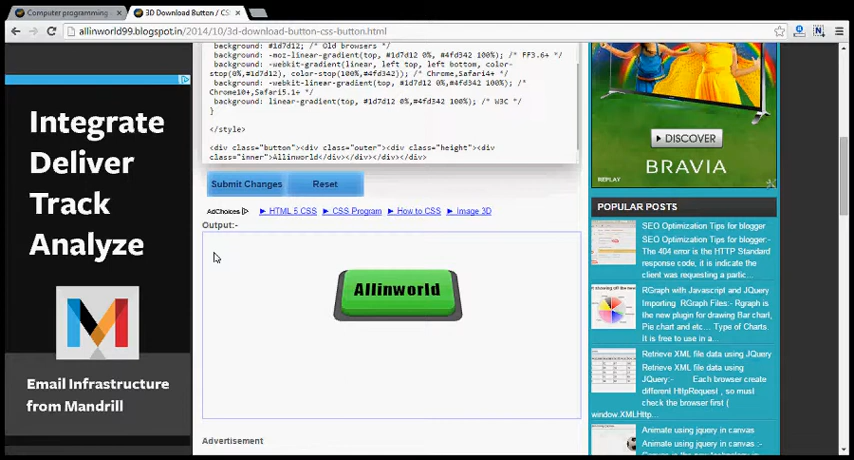 Computer programming
3D Download Button / CS
allinworld99.blogspot.in/2014/10/3d-download-button-css-button.html
background: #1d7d12; /* Old browsers */
background: -moz-linear-gradient(top, #1d7d12 0%, #4fd342 100%); /* FF3.6+ */
background: -webkit-gradient(linear, left top, left bottom, color-
stop(0%,#1d7d12), color-stop(100%,#4fd342)); /* Chrome,Safari4+ */
background: -webkit-linear-gradient(top, #1d7d12 0%,#4fd342 100%); /*
Chrome10+,Safari5.1+ */
background: linear-gradient(top, #1d7d12 0%,#4fd342 100%); /* W3C */
}
</style>
<div class="button"><div class="outer"><div class="height"><div
class="inner">Allinworld</div></div></div></div>
Submit Changes
Reset
AdChoices
► HTML 5 CSS
► CSS Program
► How to CSS
► Image 3D
Output:-
Allinworld
Advertisement
Integrate
Deliver
Track
Analyze
Email Infrastructure
from Mandrill
DISCOVER
BRAVIA
REPLAY
POPULAR POSTS
SEO Optimization Tips for blogger
SEO Optimization Tips for blogger:-
The 404 error is the HTTP Standard
response code, it is indicate the
client was requesting a partic...
RGraph with Javascript and JQuery
Importing RGraph Files:- Rgraph is
the new plugin for drawing Bar chart,
Pie chart and etc... Type of Charts
It is free to use in a...
Retrieve XML file data using JQuery
Retrieve XML file data using
JQuery:- Each browser create
different HttpRequest , so must
check the browser first (
window.XMLHttp...
Animate using jquery in canvas
Animate using jquery in canvas :-